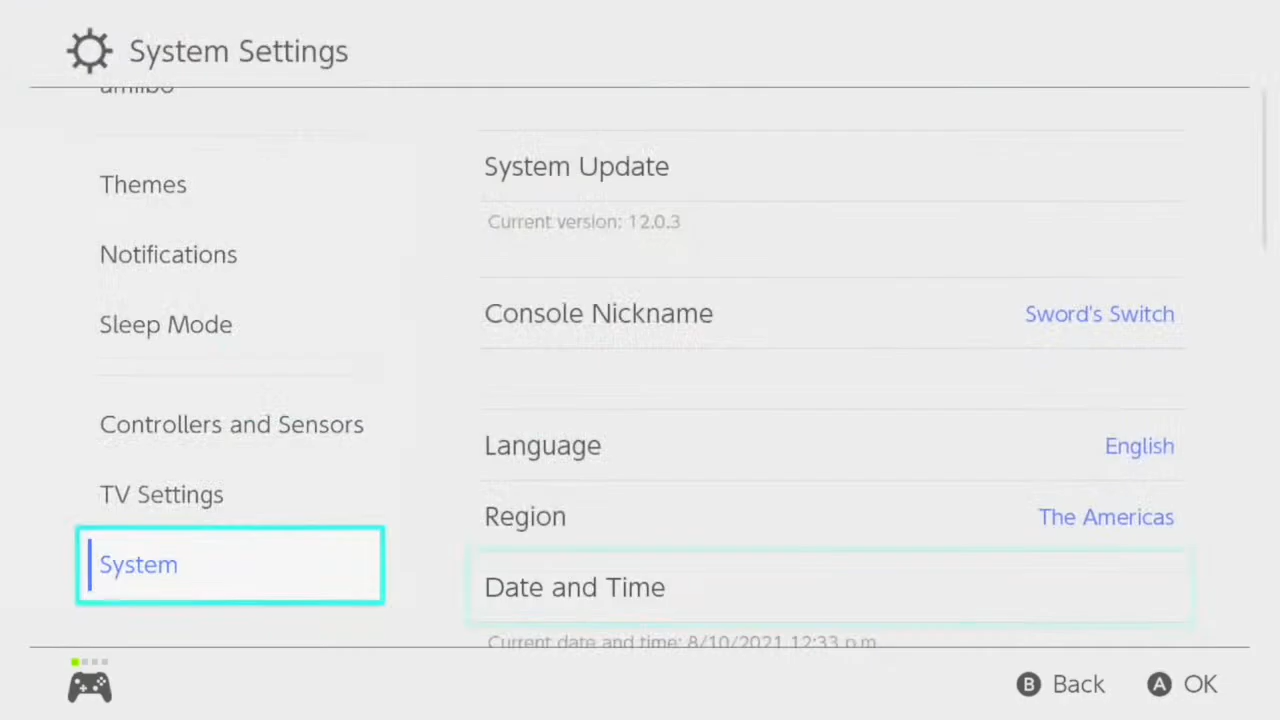 System Settings
amiibo
Themes
Notifications
Sleep Mode
Controllers and Sensors
TV Settings
System
System Update
Current version: 12.0.3
Console Nickname Sword's Switch
Language English
Region The Americas
Date and Time
Current date and time: 8/10/2021 12:33 p.m.
B Back A OK